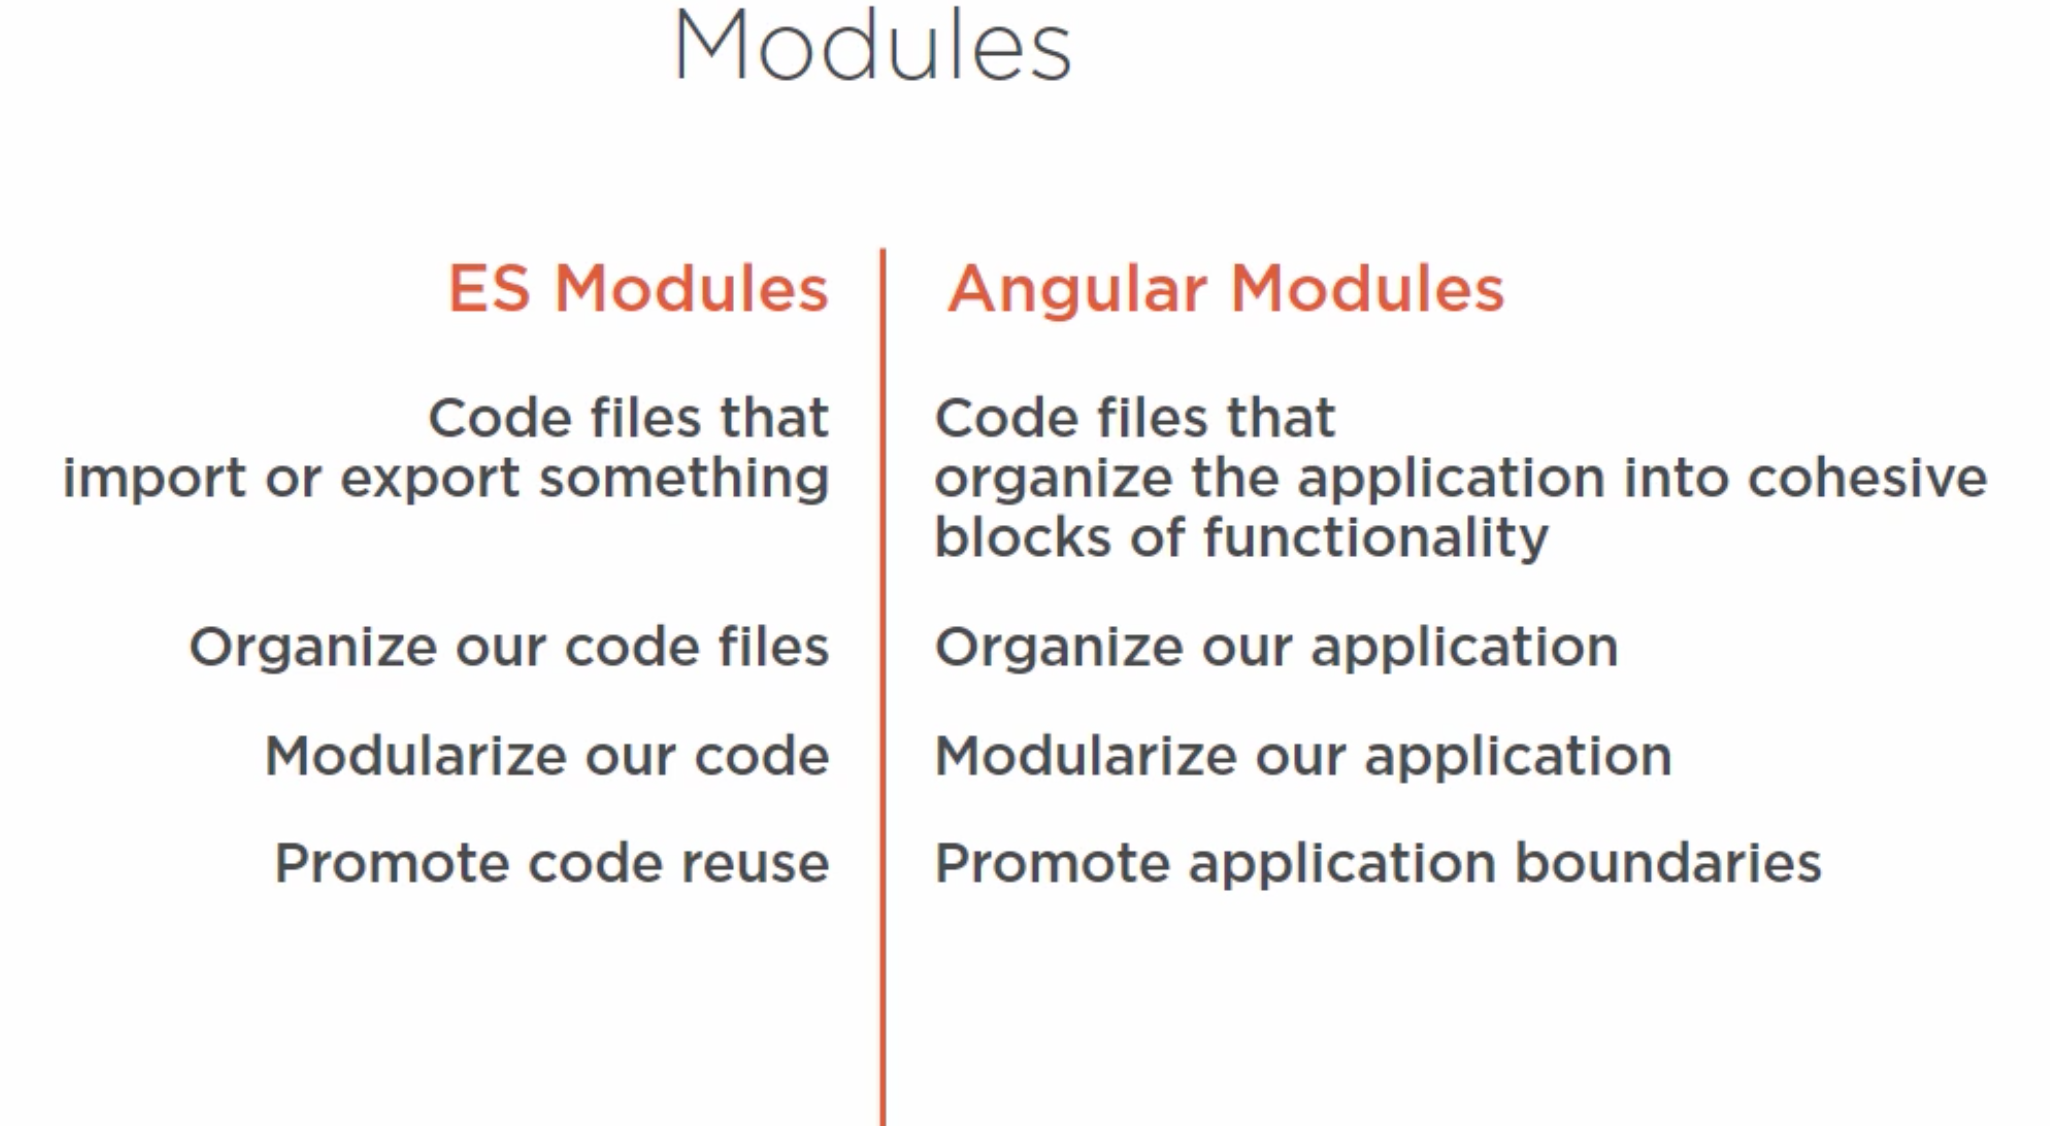 Modules
ES Modules
Code files that
import or export something
Organize our code files
Modularize our code
Promote code reuse
Angular Modules
Code files that
organize the application into cohesive
blocks of functionality
Organize our application
Modularize our application
Promote application boundaries